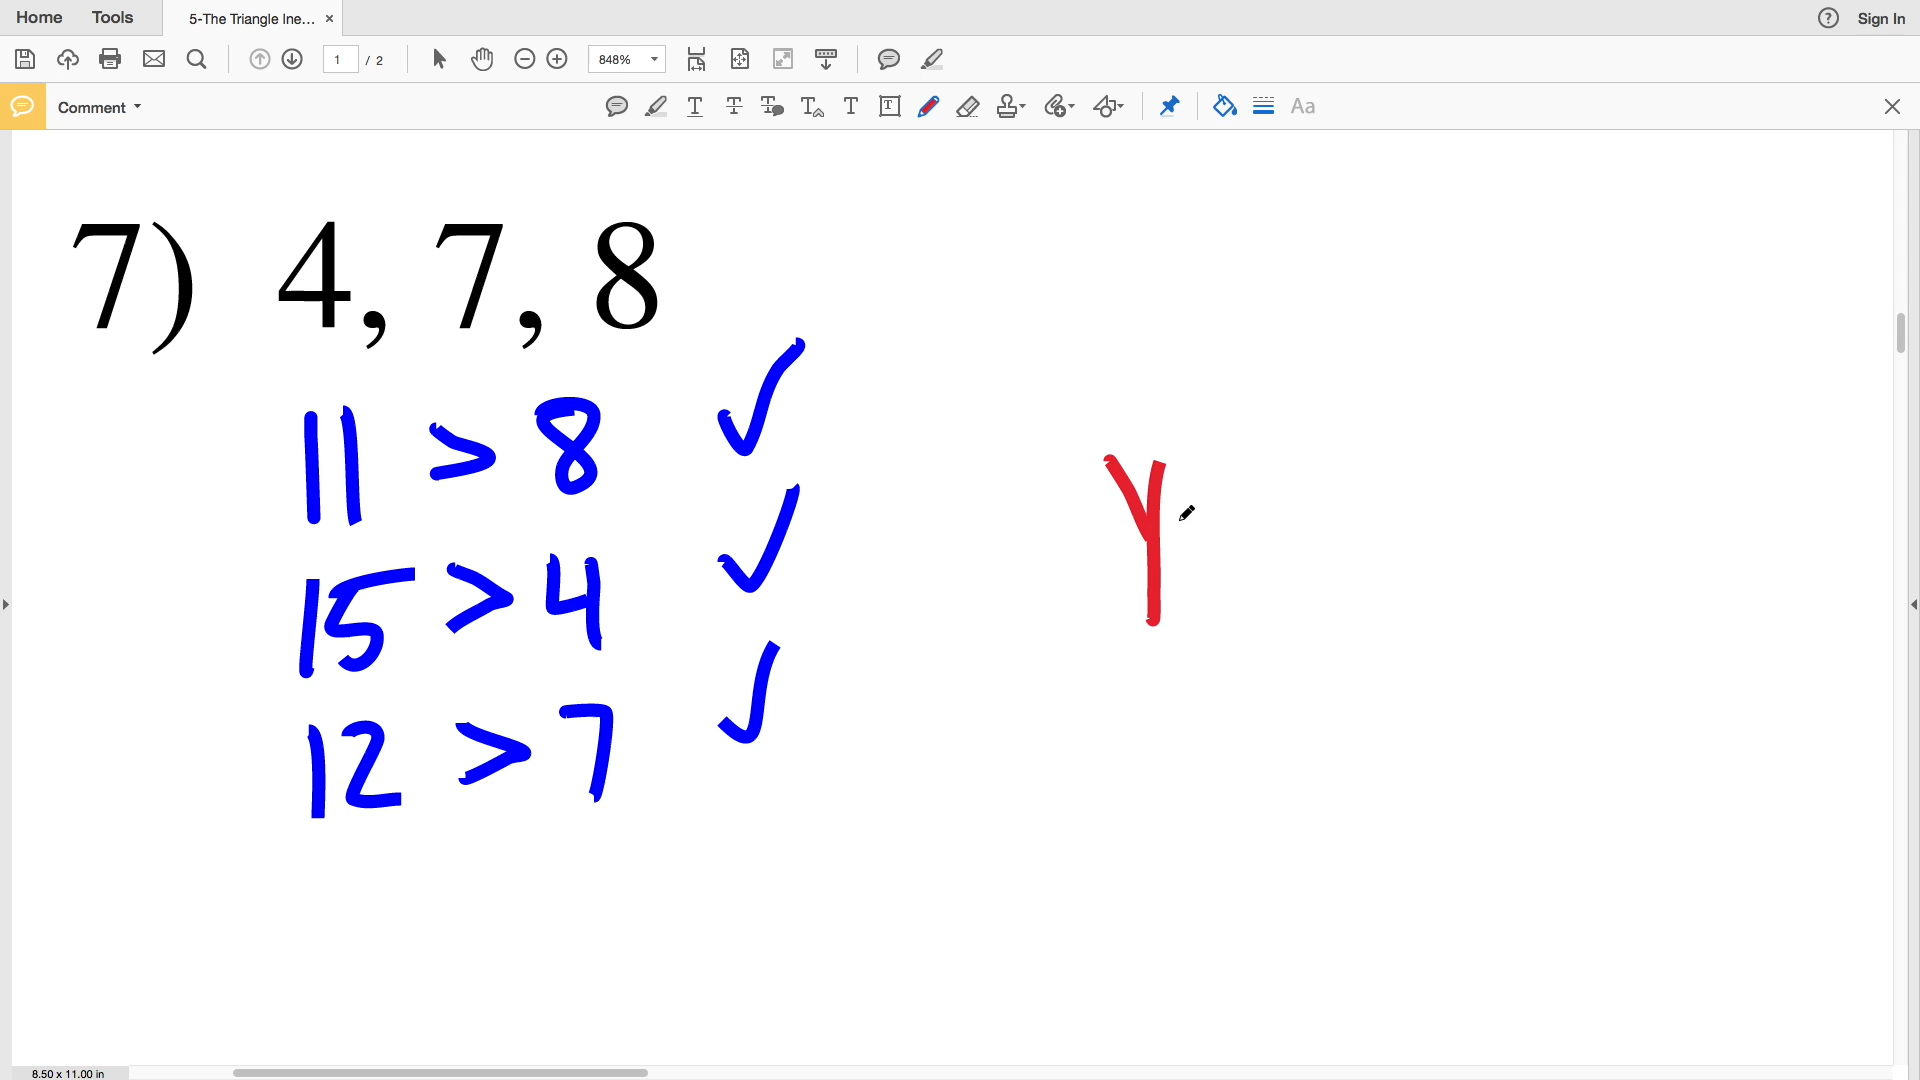 Home Tools 5-The Triangle Ine... × ? Sign In
1 / 2 848%
Comment T T T T T T Aa
7) 4, 7, 8
11 > 8 ✓
15 > 4 ✓
12 > 7 ✓
Y
8.50 x 11.00 in